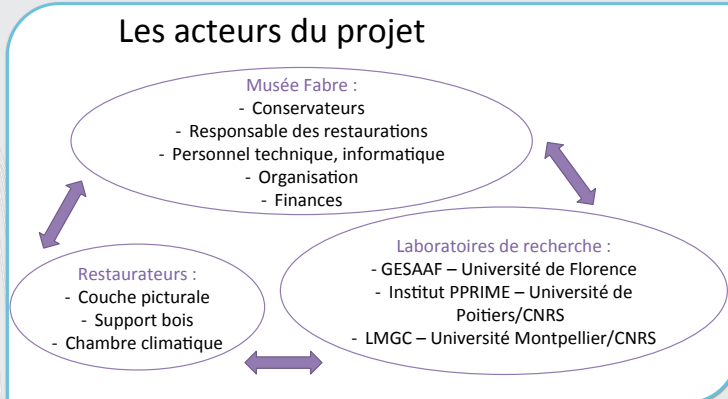 Les acteurs du projet
Musée Fabre :
- Conservateurs
- Responsable des restaurations
- Personnel technique, informatique
- Organisation
- Finances
Restaurateurs :
- Couche picturale
- Support bois
- Chambre climatique
Laboratoires de recherche :
- GESAAF – Université de Florence
- Institut PPRIME – Université de
Poitiers/CNRS
- LMGC – Université Montpellier/CNRS